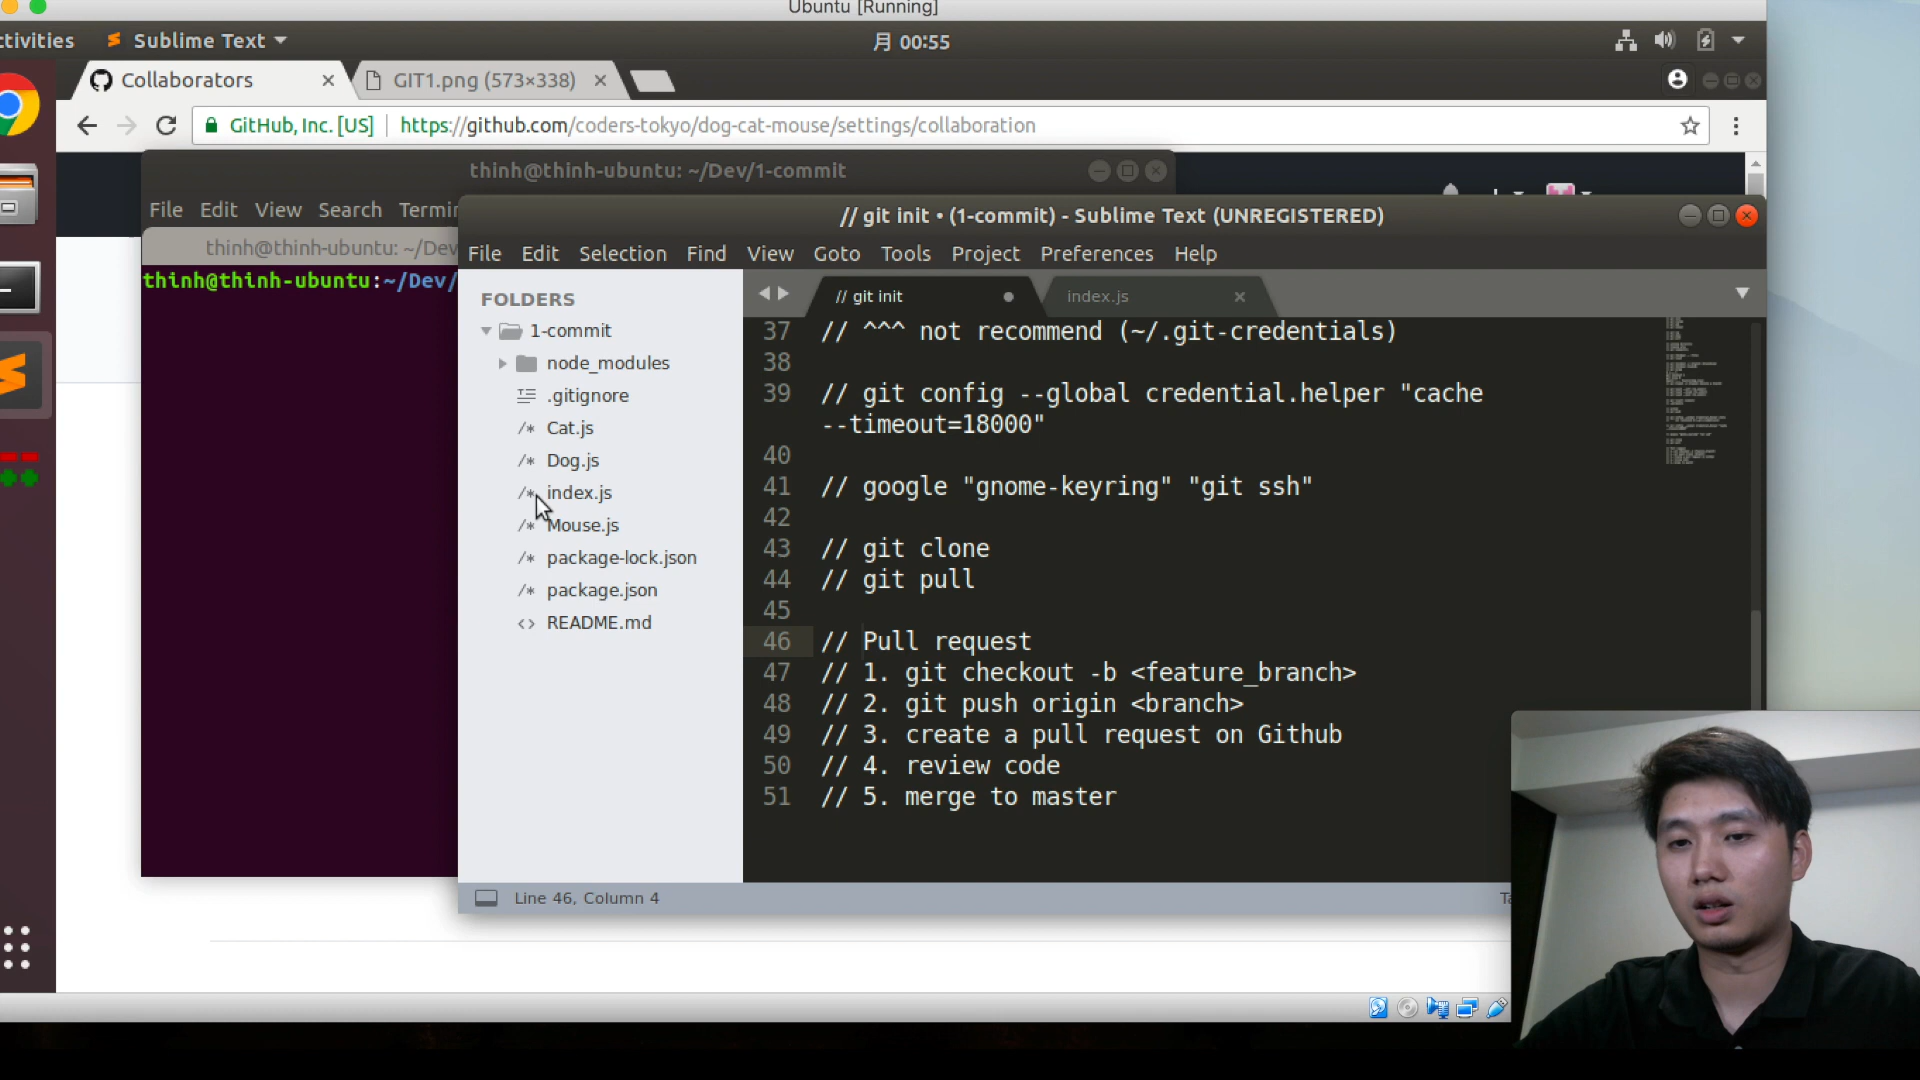 Ubuntu [Running]
ctivities
Sublime Text
月 00:55
Collaborators
GIT1.png (573×338)
GitHub, Inc. [US]
https://github.com/coders-tokyo/dog-cat-mouse/settings/collaboration
thinh@thinh-ubuntu: ~/Dev/1-commit
File Edit View Search Termin
thinh@thinh-ubuntu: ~/Dev
thinh@thinh-ubuntu:~/Dev/
// git init • (1-commit) - Sublime Text (UNREGISTERED)
File Edit Selection Find View Goto Tools Project Preferences Help
FOLDERS
1-commit
node_modules
.gitignore
/* Cat.js
/* Dog.js
/* index.js
/* Mouse.js
/* package-lock.json
/* package.json
<> README.md
// git init
index.js
37 // ^^^ not recommend (~/.git-credentials)
38
39 // git config --global credential.helper "cache
--timeout=18000"
40
41 // google "gnome-keyring" "git ssh"
42
43 // git clone
44 // git pull
45
46 // Pull request
47 // 1. git checkout -b <feature_branch>
48 // 2. git push origin <branch>
49 // 3. create a pull request on Github
50 // 4. review code
51 // 5. merge to master
Line 46, Column 4
Ta